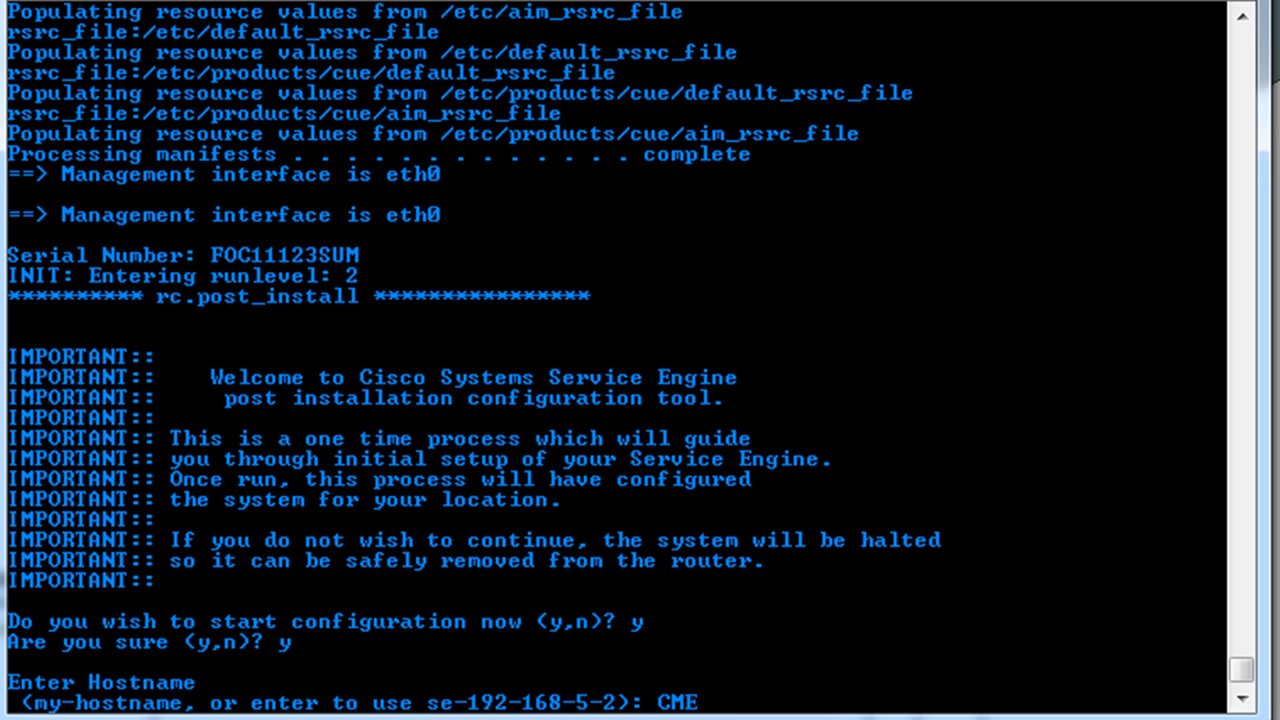 Populating resource values from /etc/aim_rsrc_file
rsrc_file:/etc/default_rsrc_file
Populating resource values from /etc/default_rsrc_file
rsrc_file:/etc/products/cue/default_rsrc_file
Populating resource values from /etc/products/cue/default_rsrc_file
rsrc_file:/etc/products/cue/aim_rsrc_file
Populating resource values from /etc/products/cue/aim_rsrc_file
Processing manifests . . . . . . . . . . . . . complete
==> Management interface is eth0
==> Management interface is eth0
Serial Number: FOC11123SUM
INIT: Entering runlevel: 2
********** rc.post_install ****************
IMPORTANT::
IMPORTANT::    Welcome to Cisco Systems Service Engine
IMPORTANT::     post installation configuration tool.
IMPORTANT::
IMPORTANT:: This is a one time process which will guide
IMPORTANT:: you through initial setup of your Service Engine.
IMPORTANT:: Once run, this process will have configured
IMPORTANT:: the system for your location.
IMPORTANT::
IMPORTANT:: If you do not wish to continue, the system will be halted
IMPORTANT:: so it can be safely removed from the router.
IMPORTANT::
Do you wish to start configuration now (y,n)? y
Are you sure (y,n)? y
Enter Hostname
 (my-hostname, or enter to use se-192-168-5-2): CME